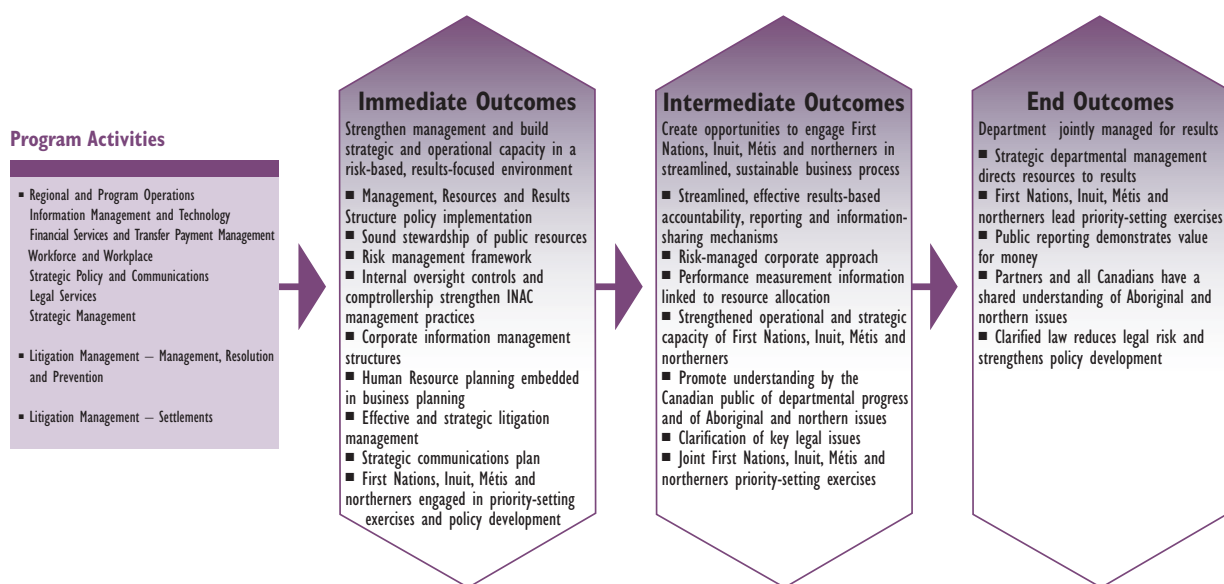 Program Activities
▪ Regional and Program Operations
Information Management and Technology
Financial Services and Transfer Payment Management
Workforce and Workplace
Strategic Policy and Communications
Legal Services
Strategic Management
▪ Litigation Management – Management, Resolution
and Prevention
▪ Litigation Management – Settlements
Immediate Outcomes
Strengthen management and build
strategic and operational capacity in a
risk-based, results-focused environment
■ Management, Resources and Results
Structure policy implementation
■ Sound stewardship of public resources
■ Risk management framework
■ Internal oversight controls and
comptrollership strengthen INAC
management practices
■ Corporate information management
structures
■ Human Resource planning embedded
in business planning
■ Effective and strategic litigation
management
■ Strategic communications plan
■ First Nations, Inuit, Métis and
northerners engaged in priority-setting
exercises and policy development
Intermediate Outcomes
Create opportunities to engage First
Nations, Inuit, Métis and northerners in
streamlined, sustainable business process
■ Streamlined, effective results-based
accountability, reporting and information-
sharing mechanisms
■ Risk-managed corporate approach
■ Performance measurement information
linked to resource allocation
■ Strengthened operational and strategic
capacity of First Nations, Inuit, Métis and
northerners
■ Promote understanding by the
Canadian public of departmental progress
and of Aboriginal and northern issues
■ Clarification of key legal issues
■ Joint First Nations, Inuit, Métis and
northerners priority-setting exercises
End Outcomes
Department jointly managed for results
■ Strategic departmental management
directs resources to results
■ First Nations, Inuit, Métis and
northerners lead priority-setting exercises
■ Public reporting demonstrates value
for money
■ Partners and all Canadians have a
shared understanding of Aboriginal and
northern issues
■ Clarified law reduces legal risk and
strengthens policy development